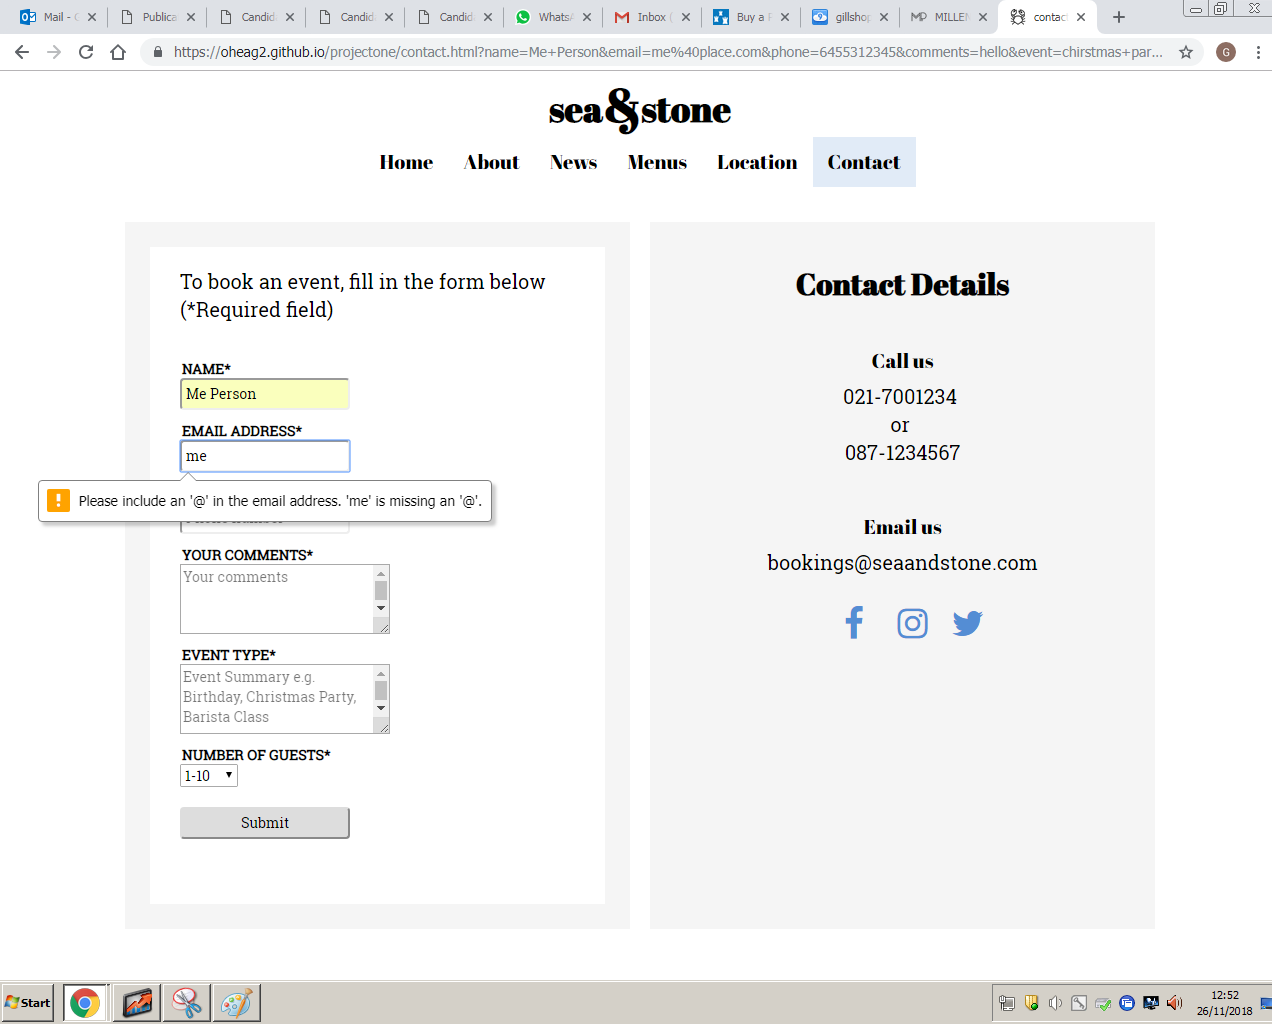 Mail - C
Publica
Candid
Candid
Candid
WhatsA
Inbox (
Buy a F
gillshop
MP MILLEN
contact
https://oheag2.github.io/projectone/contact.html?name=Me+Person&email=me%40place.com&phone=6455312345&comments=hello&event=chirstmas+par...
G
sea&stone
Home About News Menus Location Contact
To book an event, fill in the form below
(*Required field)
NAME*
Me Person
EMAIL ADDRESS*
me
Please include an '@' in the email address. 'me' is missing an '@'.
YOUR COMMENTS*
Your comments
EVENT TYPE*
Event Summary e.g.
Birthday, Christmas Party,
Barista Class
NUMBER OF GUESTS*
1-10
Submit
Contact Details
Call us
021-7001234
or
087-1234567
Email us
bookings@seaandstone.com
Start
12:52
26/11/2018